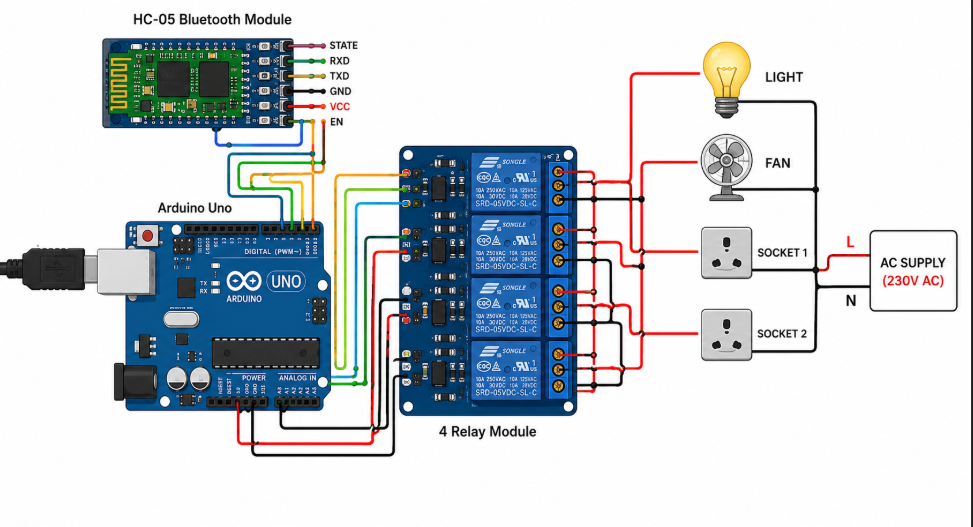 HC-05 Bluetooth Module
STATE
RXD
TXD
GND
VCC
EN
LIGHT
FAN
Arduino Uno
DIGITAL (PWM~)
TX
RX
UNO
ARDUINO
POWER
ANALOG IN
SONGLE
10A 250VAC 10A 125VAC
10A 30VDC 10A 28VDC
SRD-05VDC-SL-C
SONGLE
10A 250VAC 10A 125VAC
10A 30VDC 10A 28VDC
SRD-05VDC-SL-C
SONGLE
10A 250VAC 10A 125VAC
10A 30VDC 10A 28VDC
SRD-05VDC-SL-C
SONGLE
10A 250VAC 10A 125VAC
10A 30VDC 10A 28VDC
SRD-05VDC-SL-C
SOCKET 1
L
N
AC SUPPLY
(230V AC)
SOCKET 2
4 Relay Module